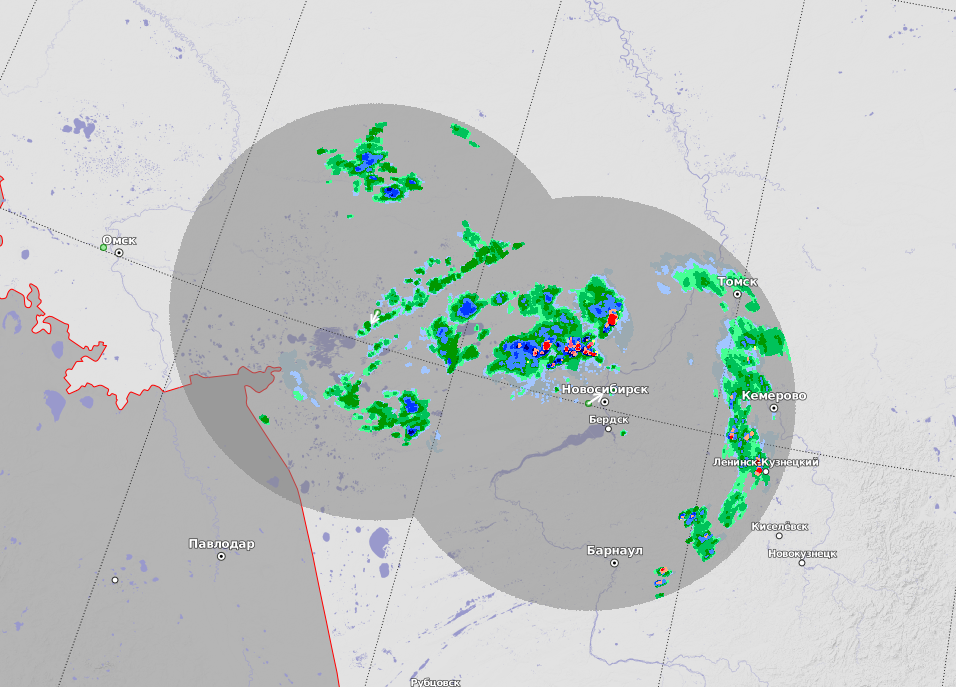 Омск
Томск
Новосибирск
Кемерово
Бердск
Ленинск-Кузнецкий
Киселёвск
Павлодар
Барнаул
Новокузнецк
Рубцовск